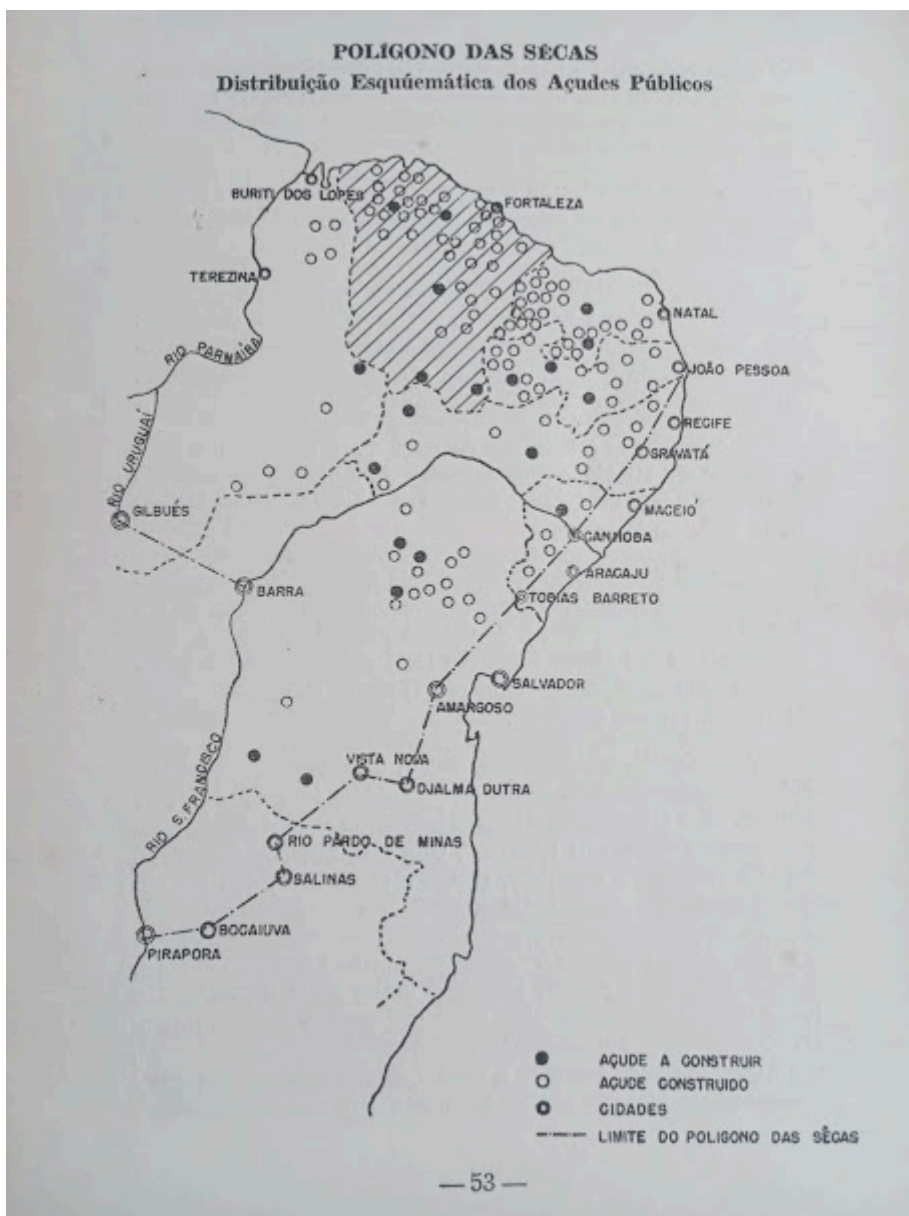 POLÍGONO DAS SÊCAS
Distribuição Esqúemática dos Açudes Públicos
BURITI DOS LOPES
FORTALEZA
TEREZINA
NATAL
RIO PARNAÍBA
JOÃO PESSOA
RECIFE
GRAVATÁ
RIO URUGUAÍ
GILBUÉS
MACEIÓ
CANHOBA
ARACAJU
BARRA
TOBIAS BARRETO
SALVADOR
AMARGOSO
VISTA NOVA
DJALMA DUTRA
RIO S. FRANCISCO
RIO PARDO DE MINAS
SALINAS
BOCAIUVA
PIRAPORA
AÇUDE A CONSTRUIR
AÇUDE CONSTRUIDO
CIDADES
LIMITE DO POLIGONO DAS SÊCAS
— 53 —